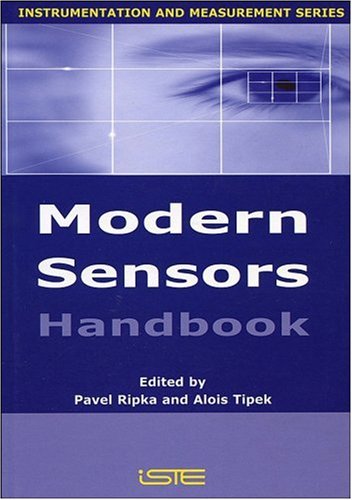 INSTRUMENTATION AND MEASUREMENT SERIES
Modern
Sensors
Handbook
Edited by
Pavel Ripka and Alois Tipek
iSTE